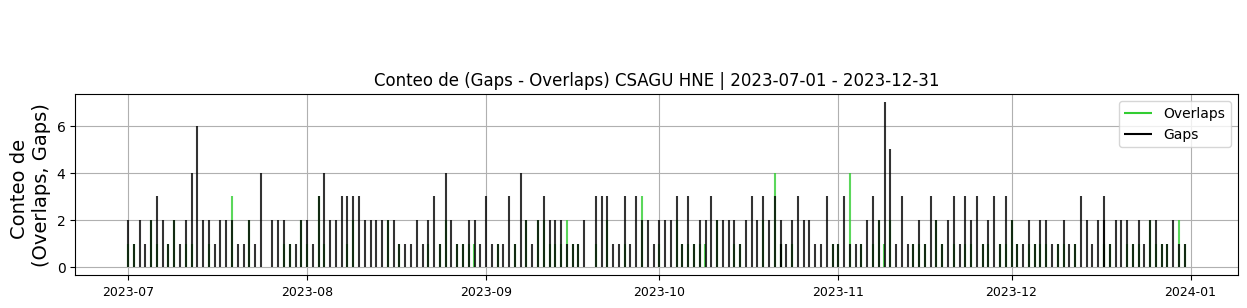 Conteo de (Gaps - Overlaps) CSAGU HNE | 2023-07-01 - 2023-12-31
Conteo de
(Overlaps, Gaps)
6
4
2
0
Overlaps
Gaps
2023-07
2023-08
2023-09
2023-10
2023-11
2023-12
2024-01